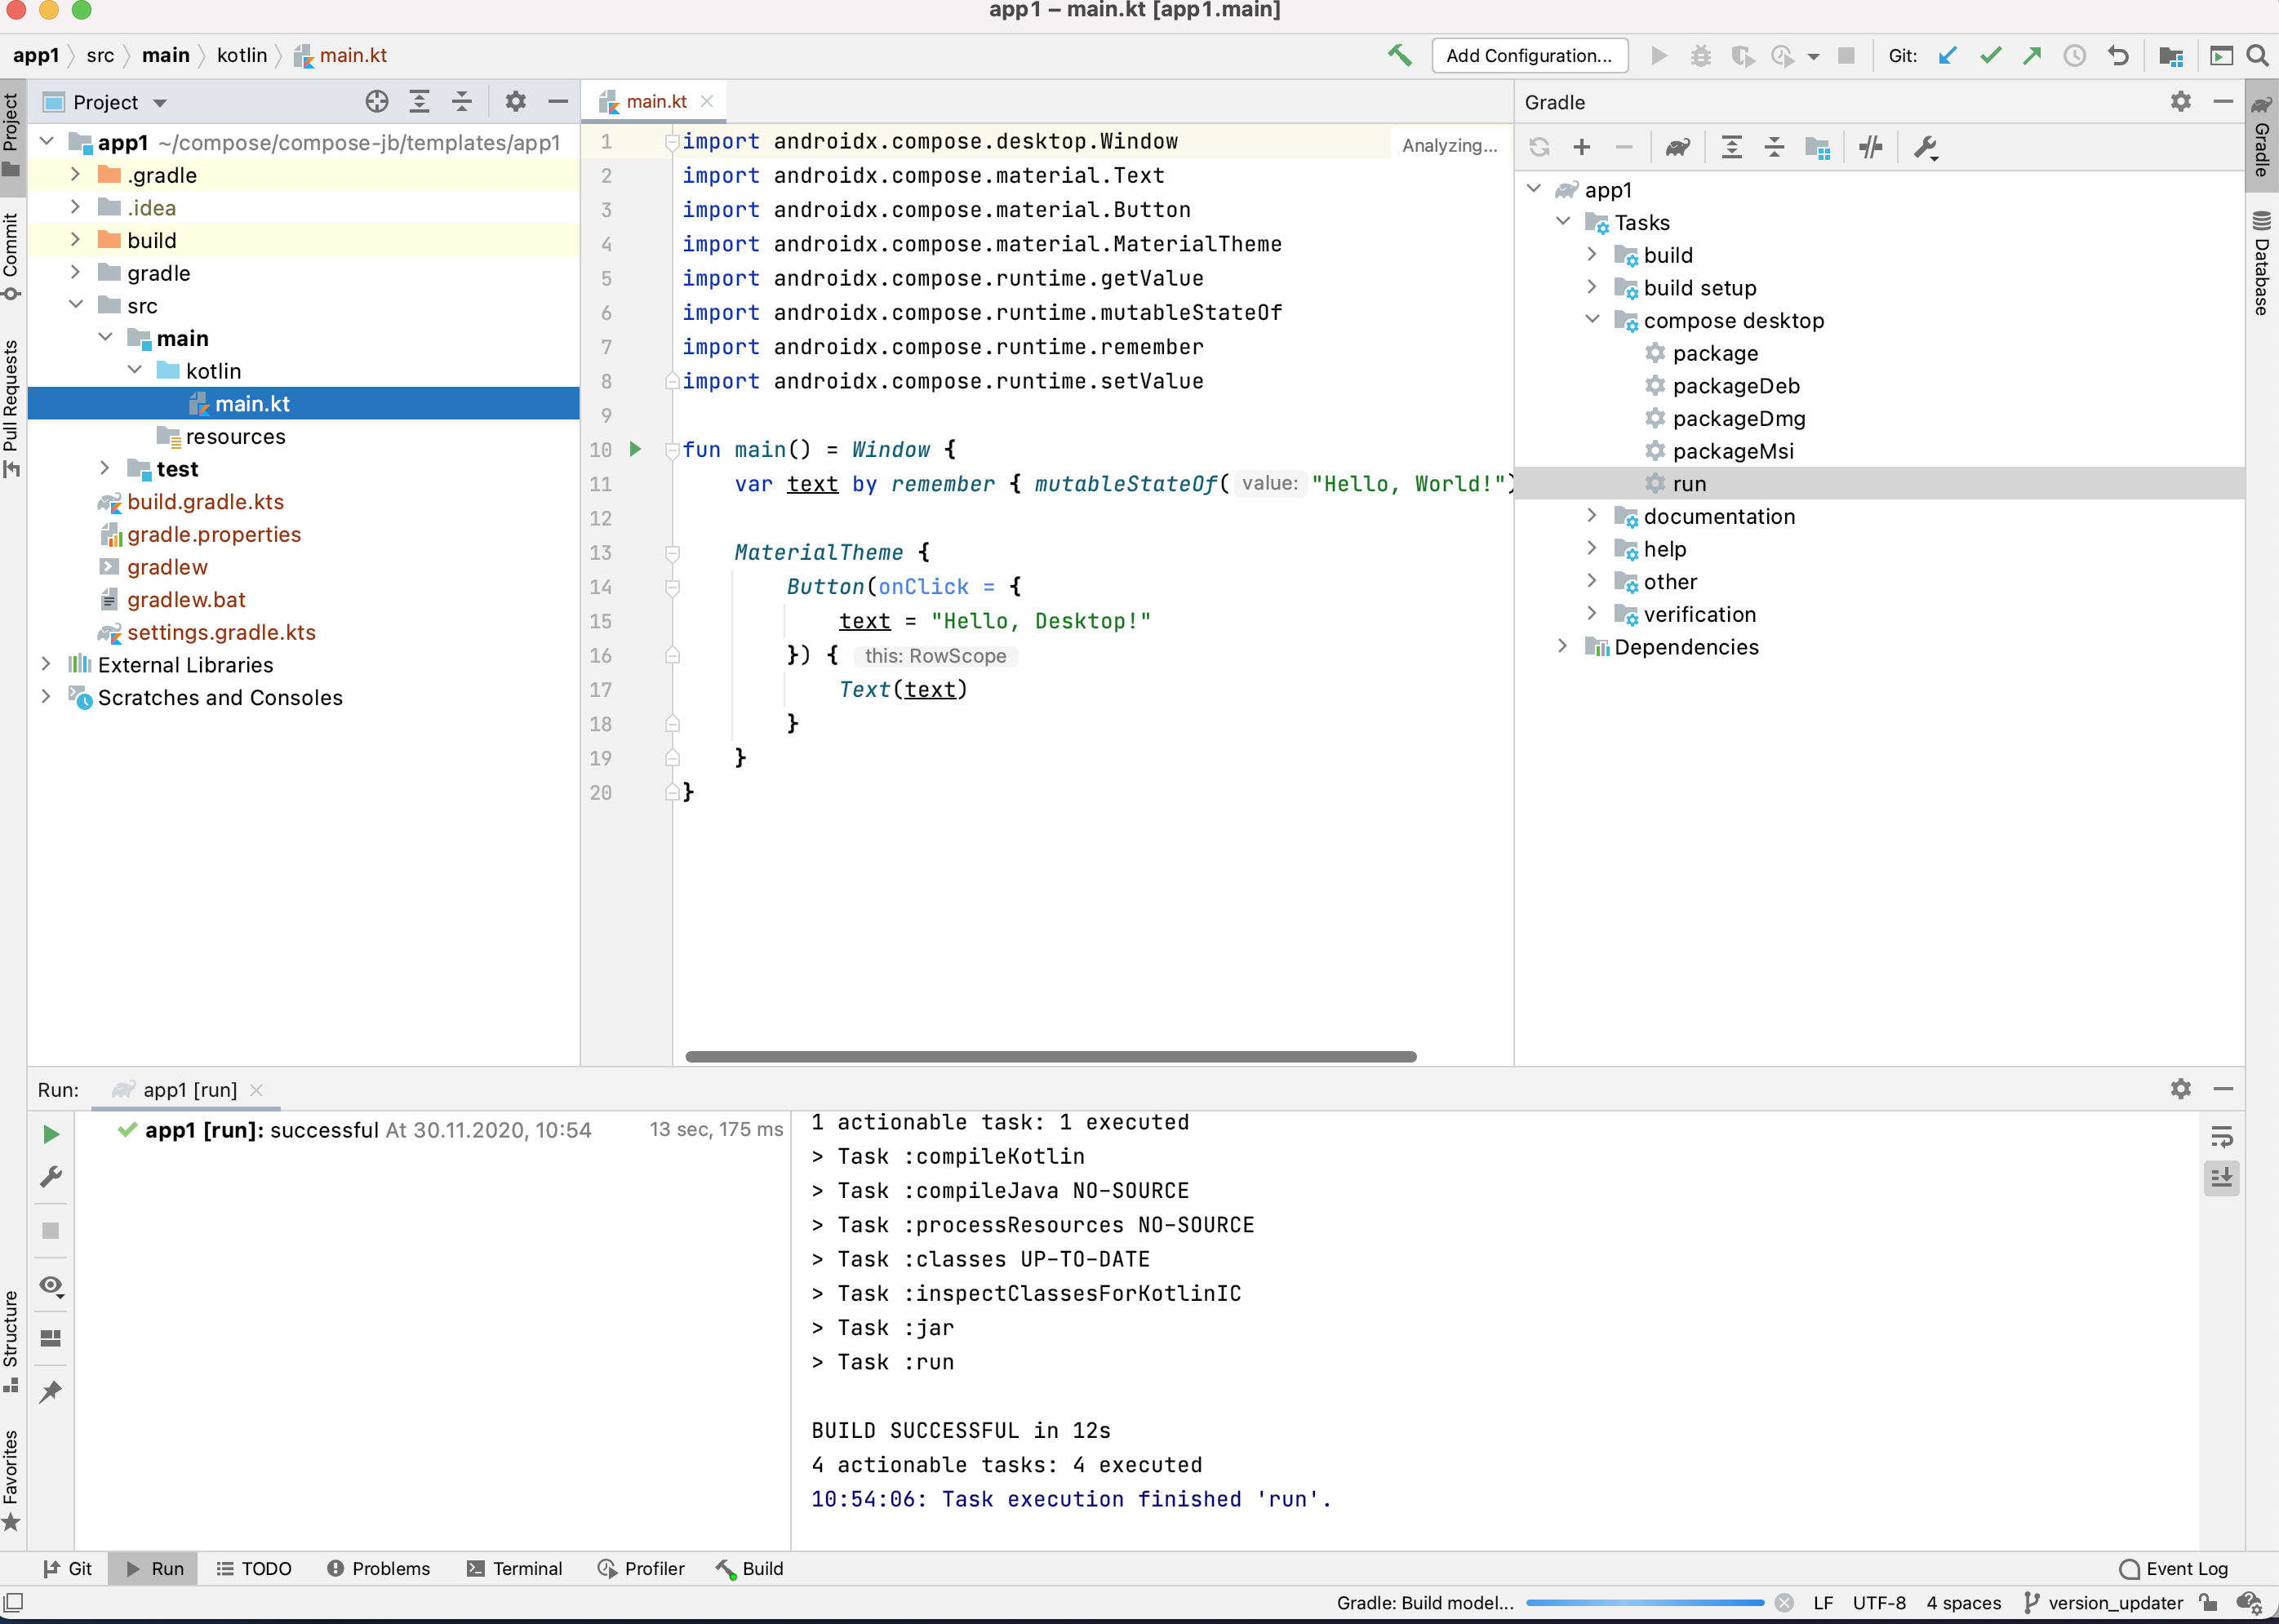 app1 – main.kt [app1.main]
app1 src main kotlin main.kt
Add Configuration...
Git:
Project
Commit
Pull Requests
Structure
Favorites
Project
app1 ~/compose/compose-jb/templates/app1
.gradle
.idea
build
gradle
src
main
kotlin
main.kt
resources
test
build.gradle.kts
gradle.properties
gradlew
gradlew.bat
settings.gradle.kts
External Libraries
Scratches and Consoles
main.kt
Analyzing...
1 import androidx.compose.desktop.Window
2 import androidx.compose.material.Text
3 import androidx.compose.material.Button
4 import androidx.compose.material.MaterialTheme
5 import androidx.compose.runtime.getValue
6 import androidx.compose.runtime.mutableStateOf
7 import androidx.compose.runtime.remember
8 import androidx.compose.runtime.setValue
9
10 fun main() = Window {
11 var text by remember { mutableStateOf( value: "Hello, World!")
12
13 MaterialTheme {
14 Button(onClick = {
15 text = "Hello, Desktop!"
16 }) { this: RowScope
17 Text(text)
18 }
19 }
20 }
Gradle
app1
Tasks
build
build setup
compose desktop
package
packageDeb
packageDmg
packageMsi
run
documentation
help
other
verification
Dependencies
Gradle
Database
Run: app1 [run]
app1 [run]: successful At 30.11.2020, 10:54 13 sec, 175 ms
1 actionable task: 1 executed
> Task :compileKotlin
> Task :compileJava NO-SOURCE
> Task :processResources NO-SOURCE
> Task :classes UP-TO-DATE
> Task :inspectClassesForKotlinIC
> Task :jar
> Task :run
BUILD SUCCESSFUL in 12s
4 actionable tasks: 4 executed
10:54:06: Task execution finished 'run'.
Git Run TODO Problems Terminal Profiler Build Event Log
Gradle: Build model... LF UTF-8 4 spaces version_updater